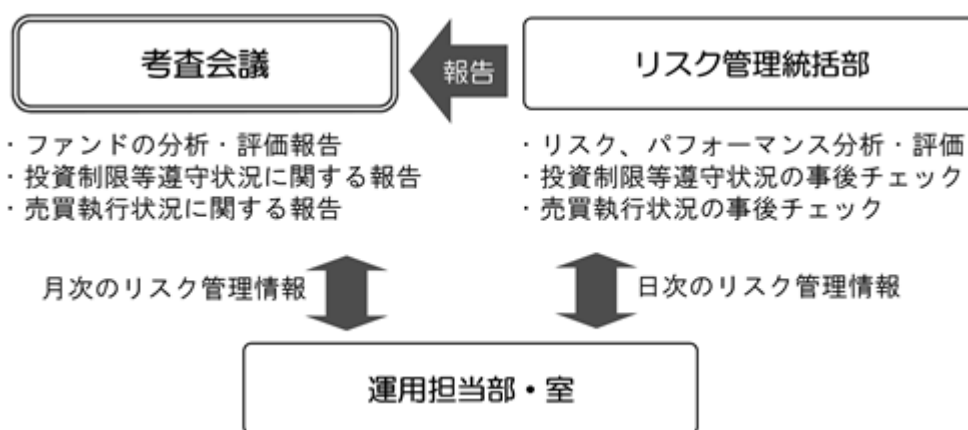 考査会議
報告
リスク管理統括部
・ファンドの分析・評価報告
・投資制限等遵守状況に関する報告
・売買執行状況に関する報告
・リスク、パフォーマンス分析・評価
・投資制限等遵守状況の事後チェック
・売買執行状況の事後チェック
月次のリスク管理情報
日次のリスク管理情報
運用担当部・室